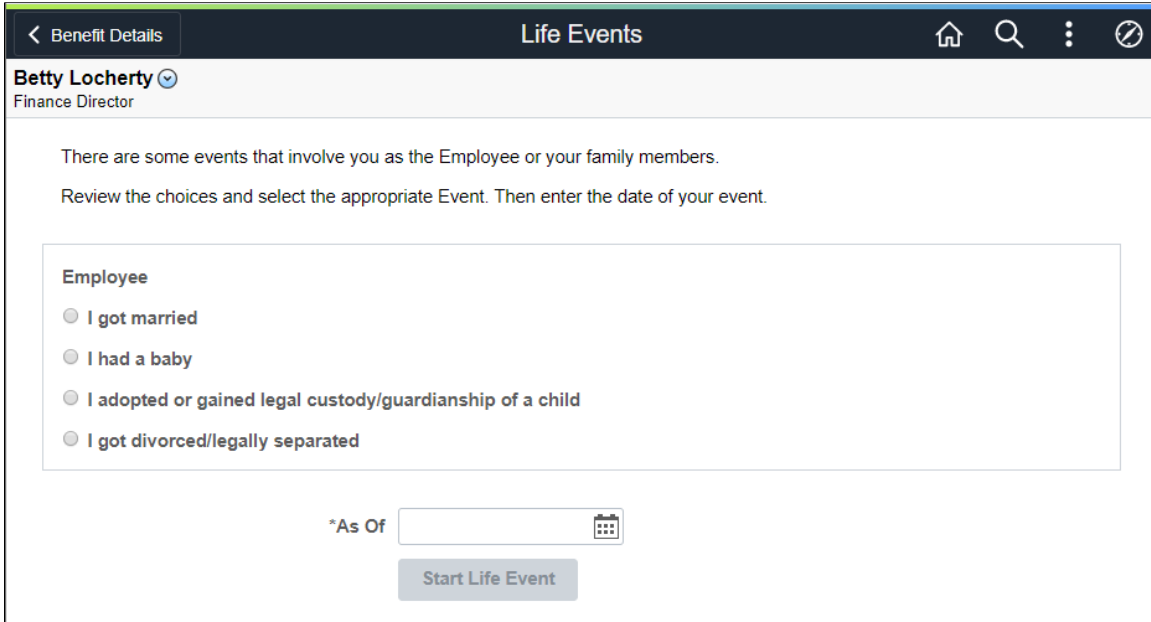 Benefit Details
Life Events
Betty Locherty
Finance Director
There are some events that involve you as the Employee or your family members.
Review the choices and select the appropriate Event. Then enter the date of your event.
Employee
I got married
I had a baby
I adopted or gained legal custody/guardianship of a child
I got divorced/legally separated
*As Of
Start Life Event